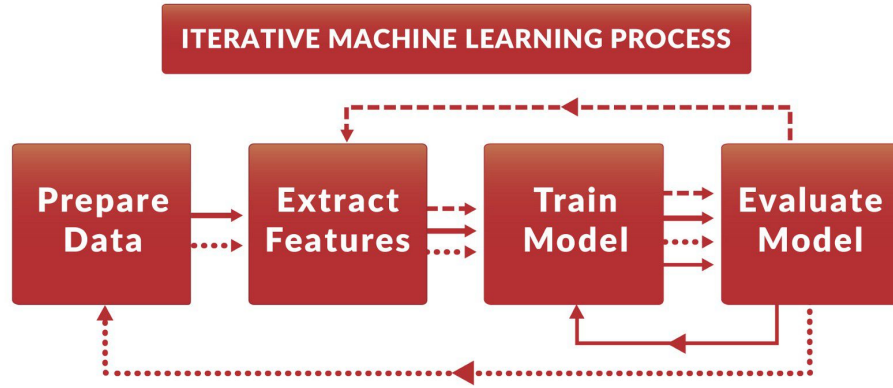 ITERATIVE MACHINE LEARNING PROCESS
Prepare
Data
Extract
Features
Train
Model
Evaluate
Model